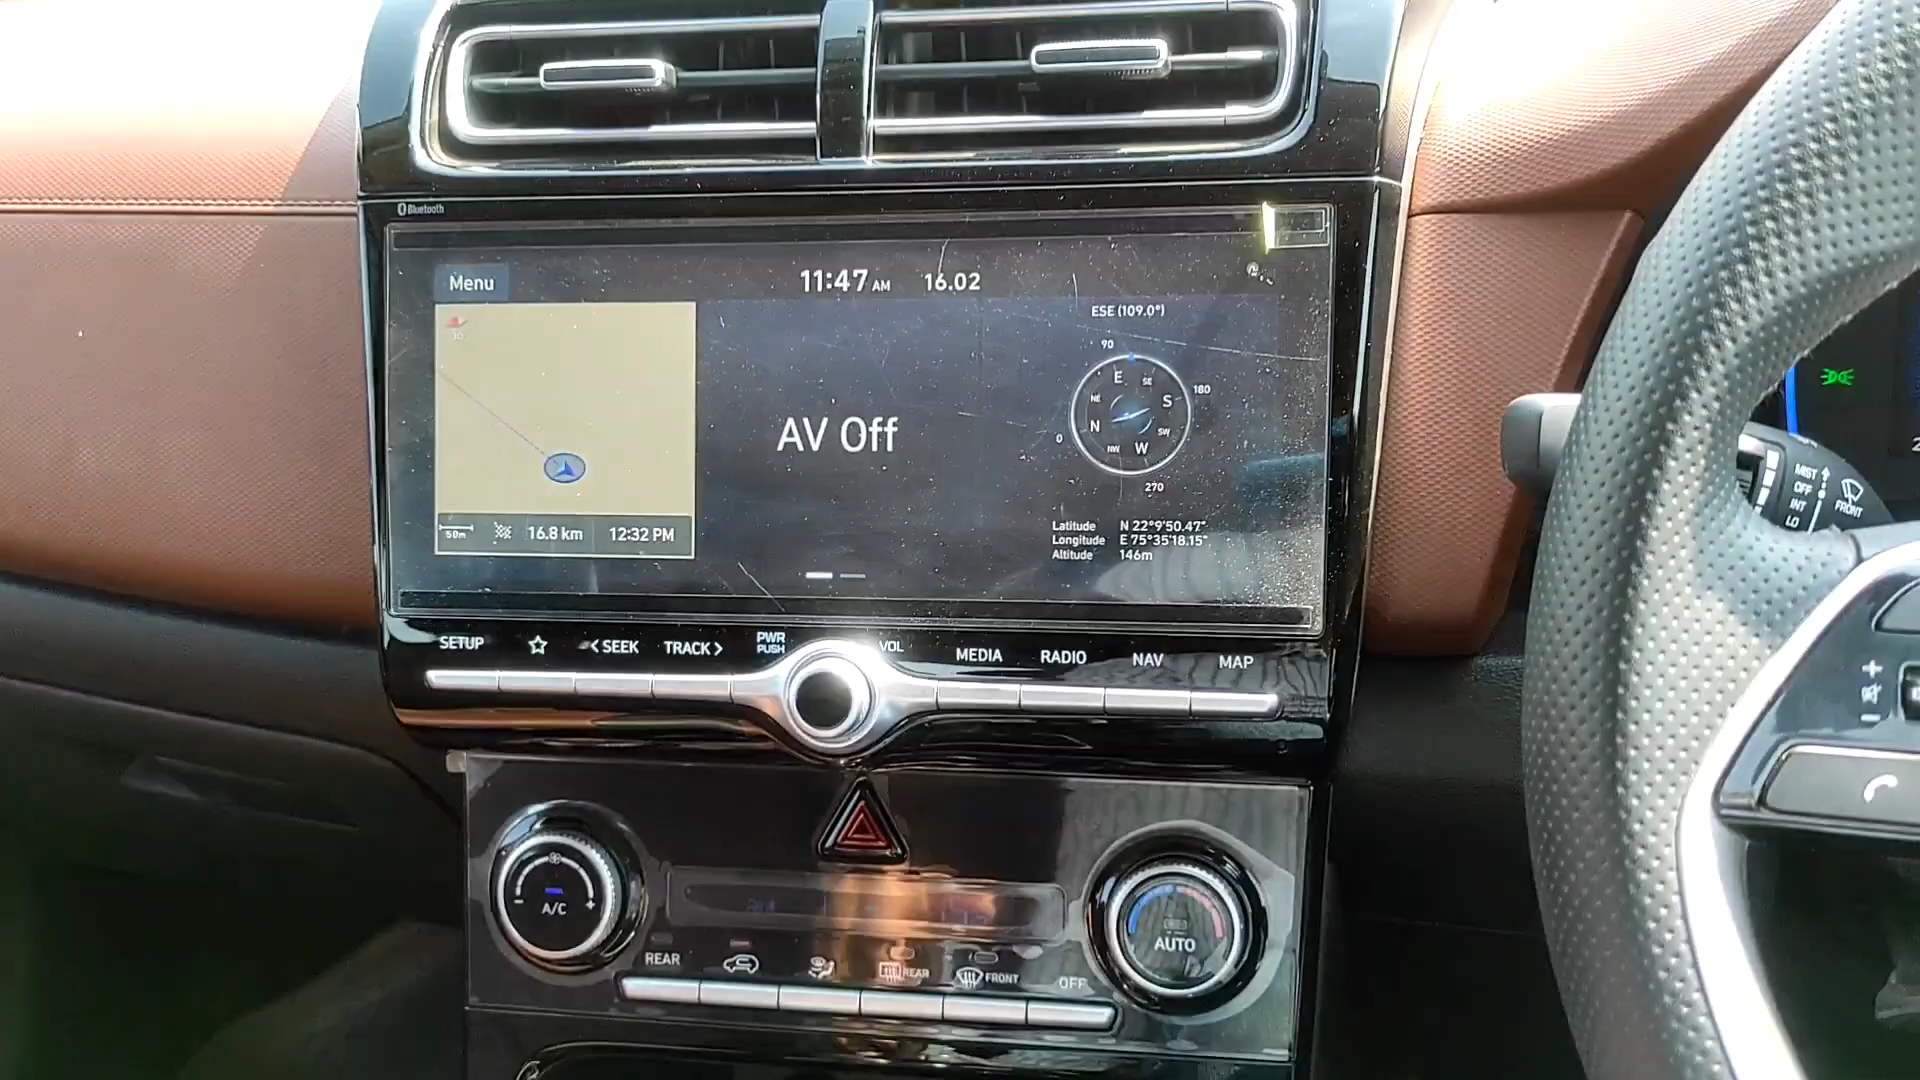 Bluetooth
Menu
11:47 AM 16.02
ESE (109.0°)
90
E SE
180
NE S
N SW
0
NW W
270
AV Off
50m 16.8 km 12:32 PM
Latitude N 22°9'50.47"
Longitude E 75°35'18.15"
Altitude 146m
SETUP ☆ < SEEK TRACK > PWR PUSH VOL MEDIA RADIO NAV MAP
A/C
- +
AUTO
REAR REAR FRONT OFF
MIST
OFF
INT
LO
FRONT
+
-